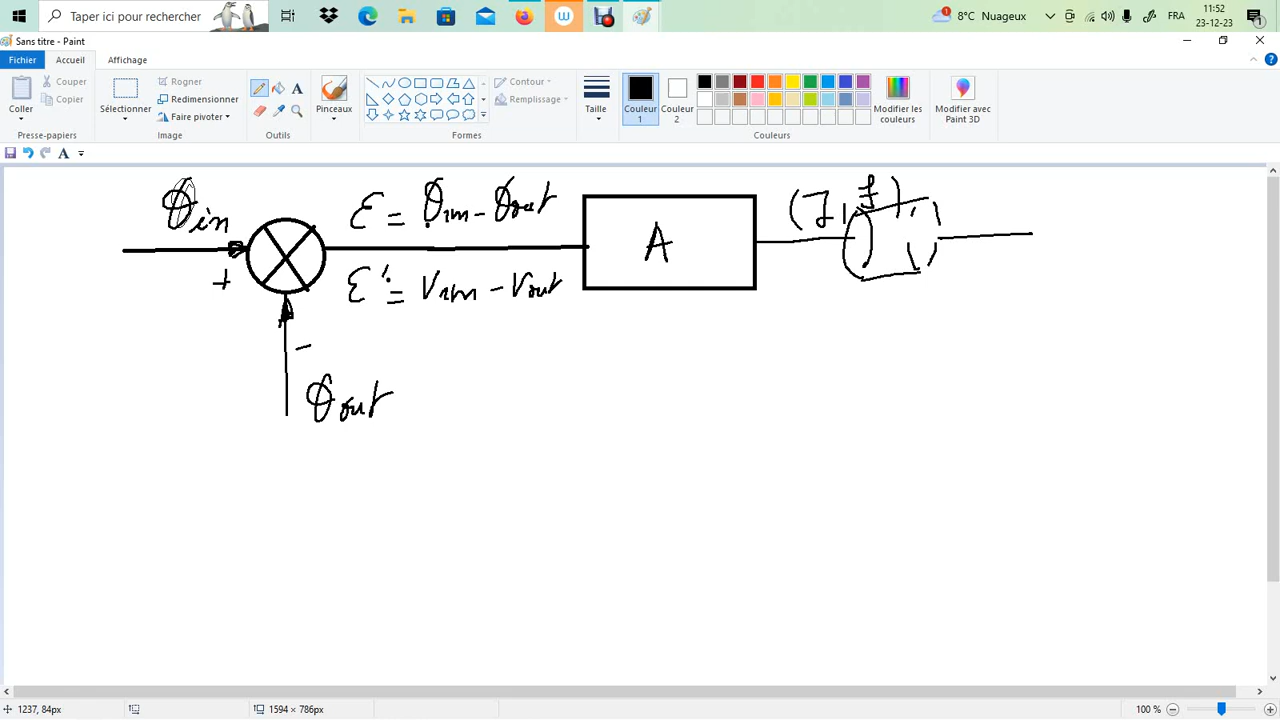 Taper ici pour rechercher
8°C Nuageux
FRA
11:52
23-12-23
1
Sans titre - Paint
Fichier
Accueil
Affichage
Coller
Couper
Copier
Presse-papiers
Sélectionner
Rogner
Redimensionner
Faire pivoter
Image
A
Outils
Pinceaux
Contour
Remplissage
Formes
Taille
Couleur 1
Couleur 2
Couleurs
Modifier les couleurs
Modifier avec Paint 3D
A
θin
+
ε = θin - θout
ε' = Vin - Vout
A
-
θout
1237, 84px
1594 × 786px
100 %